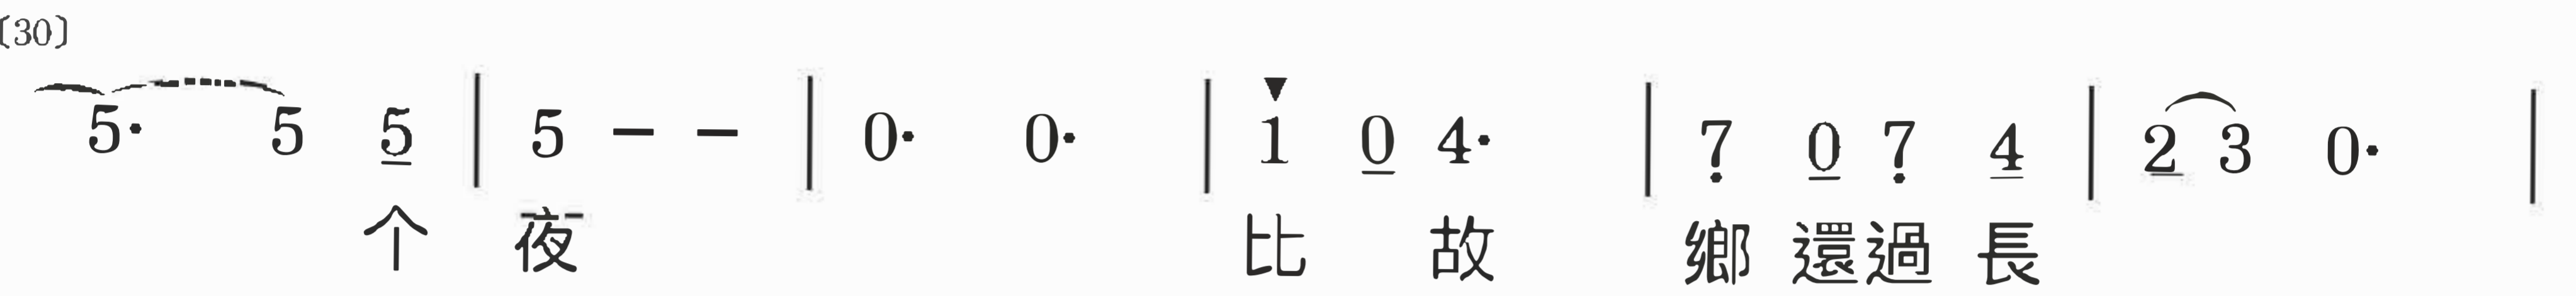 〔30〕
5· 5 5 | 5 – – | 0· 0· | 1 0 4· | 7 0 7 4 | 2 3 0· |
个 夜 比 故 鄉 還 過 長